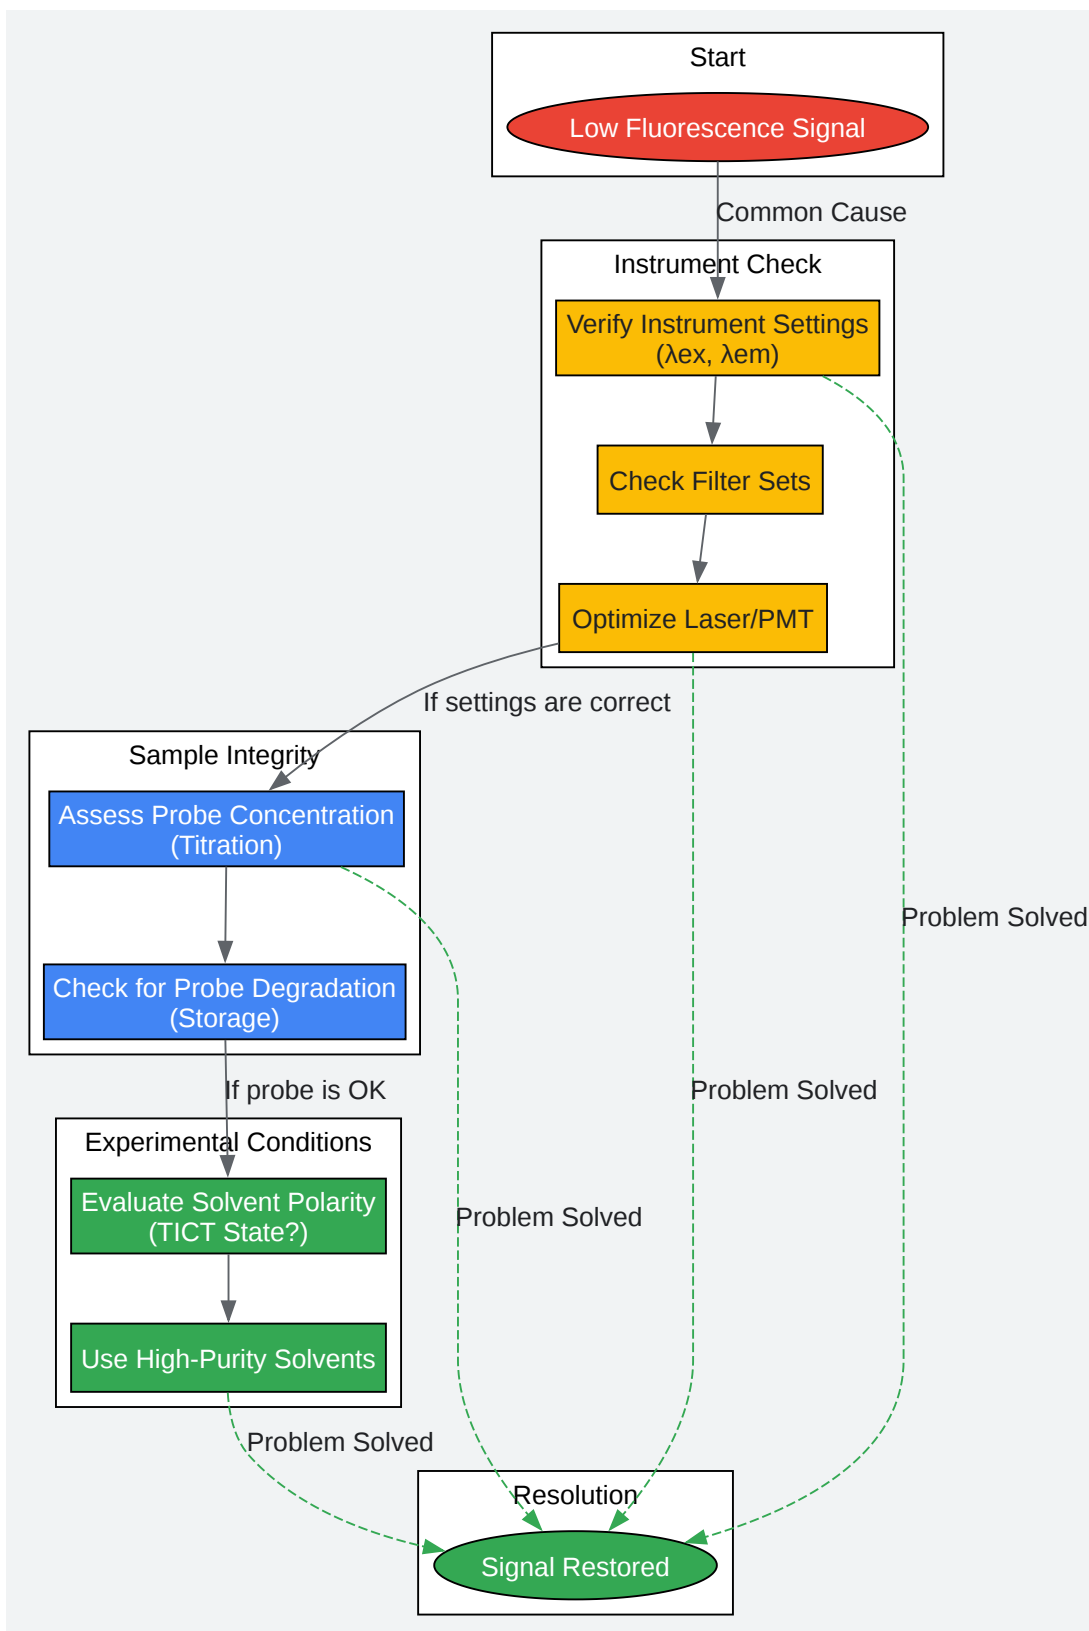 Start
Low Fluorescence Signal
Common Cause
Instrument Check
Verify Instrument Settings
(λex, λem)
Check Filter Sets
Optimize Laser/PMT
If settings are correct
Sample Integrity
Assess Probe Concentration
(Titration)
Problem Solved
Check for Probe Degradation
(Storage)
If probe is OK
Problem Solved
Experimental Conditions
Evaluate Solvent Polarity
(TICT State?)
Problem Solved
Use High-Purity Solvents
Problem Solved
Resolution
Signal Restored